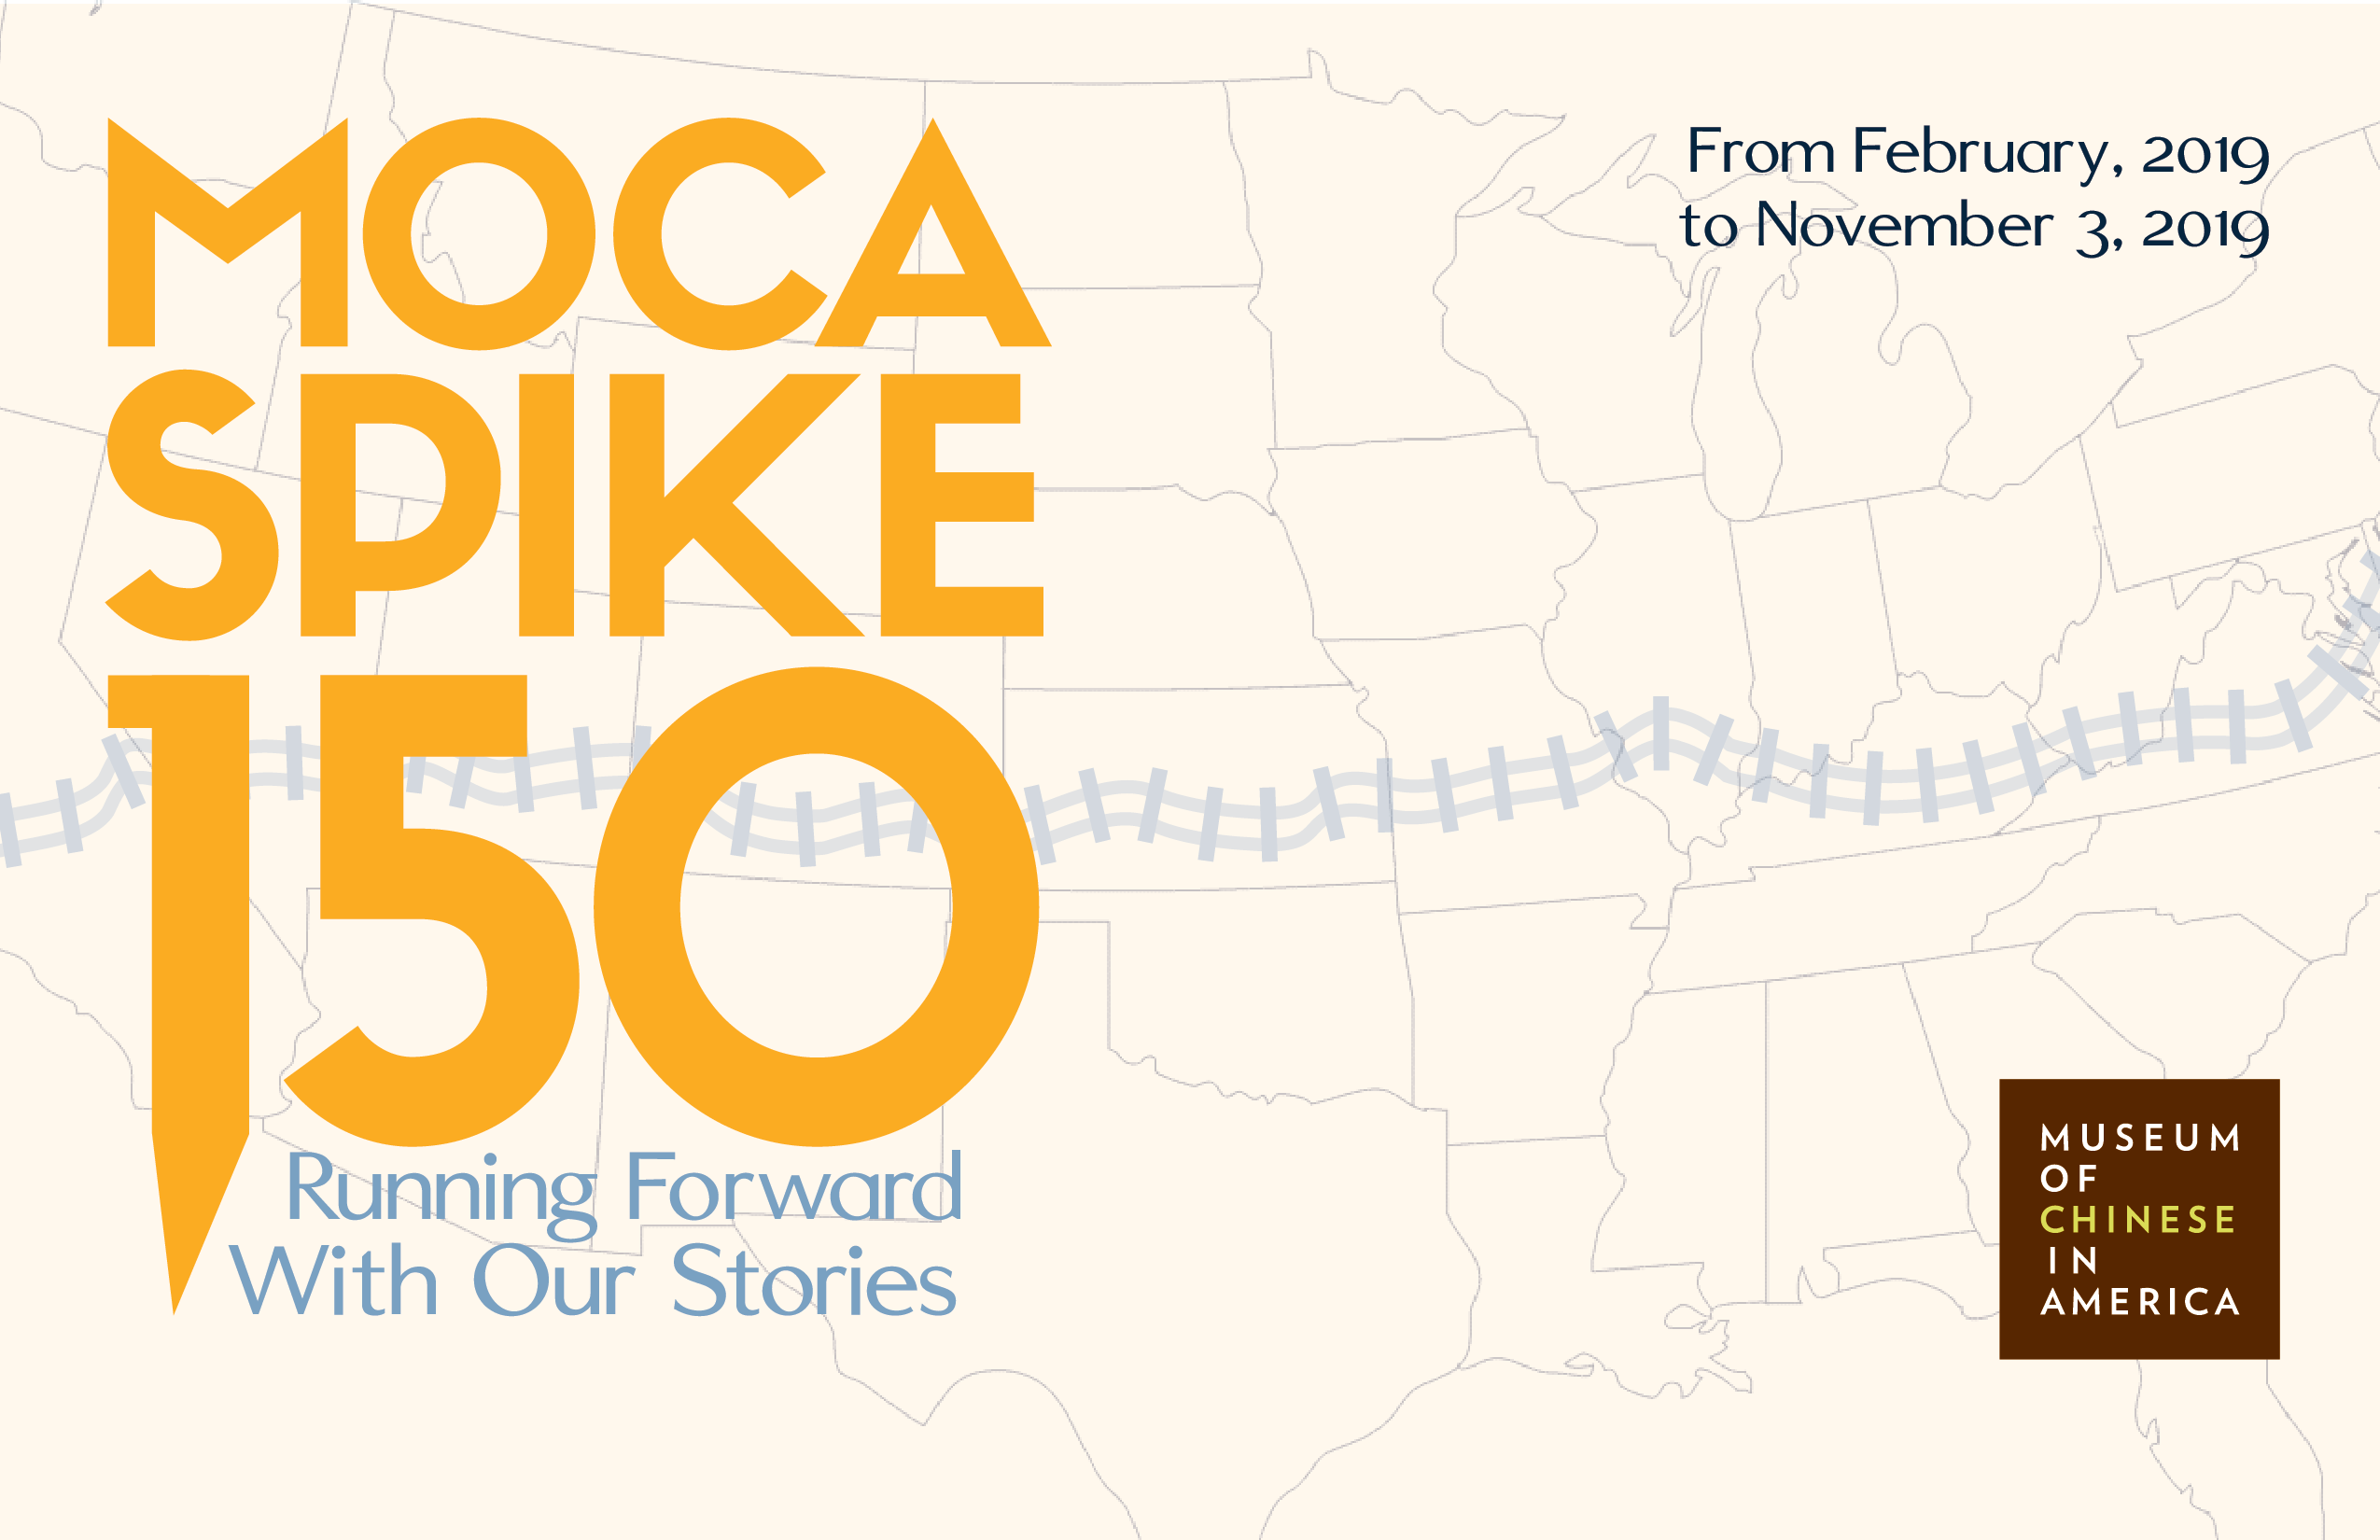 MOCA
SPIKE
150
Running Forward
With Our Stories
From February, 2019
to November 3, 2019
MUSEUM
OF
CHINESE
IN
AMERICA